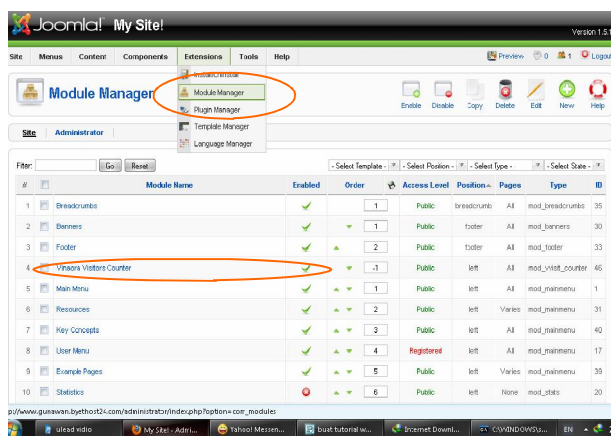 Joomla! My Site!
Version 1.5.1
Site Menus Content Components Extensions Tools Help
Preview 0 1 Logout
Module Manager
Module Manager
Plugin Manager
Template Manager
Language Manager
Enable Disable Copy Delete Edit New Help
Site Administrator
Filter: Go Reset - Select Template - - Select Position - - Select Type - - Select State -
# Module Name Enabled Order Access Level Position Pages Type ID
1 Breadcrumbs 1 Public breadcrumb All mod_breadcrumbs 35
2 Banners 1 Public footer All mod_banners 30
3 Footer 2 Public footer All mod_footer 33
4 Vinaora Visitors Counter -1 Public left All mod_vvisit_counter 46
5 Main Menu 1 Public left All mod_mainmenu 1
6 Resources 2 Public left Varies mod_mainmenu 31
7 Key Concepts 3 Public left All mod_mainmenu 40
8 User Menu 4 Registered left All mod_mainmenu 17
9 Example Pages 5 Public left Varies mod_mainmenu 39
10 Statistics 6 Public left None mod_stats 20
p://www.gunawan.byethost24.com/administrator/index.php?option=com_modules
ulead vidio My Site! - Admi... Yahoo! Messen... buat tutorial w... Internet Downl... C:\WINDOWS\s... EN